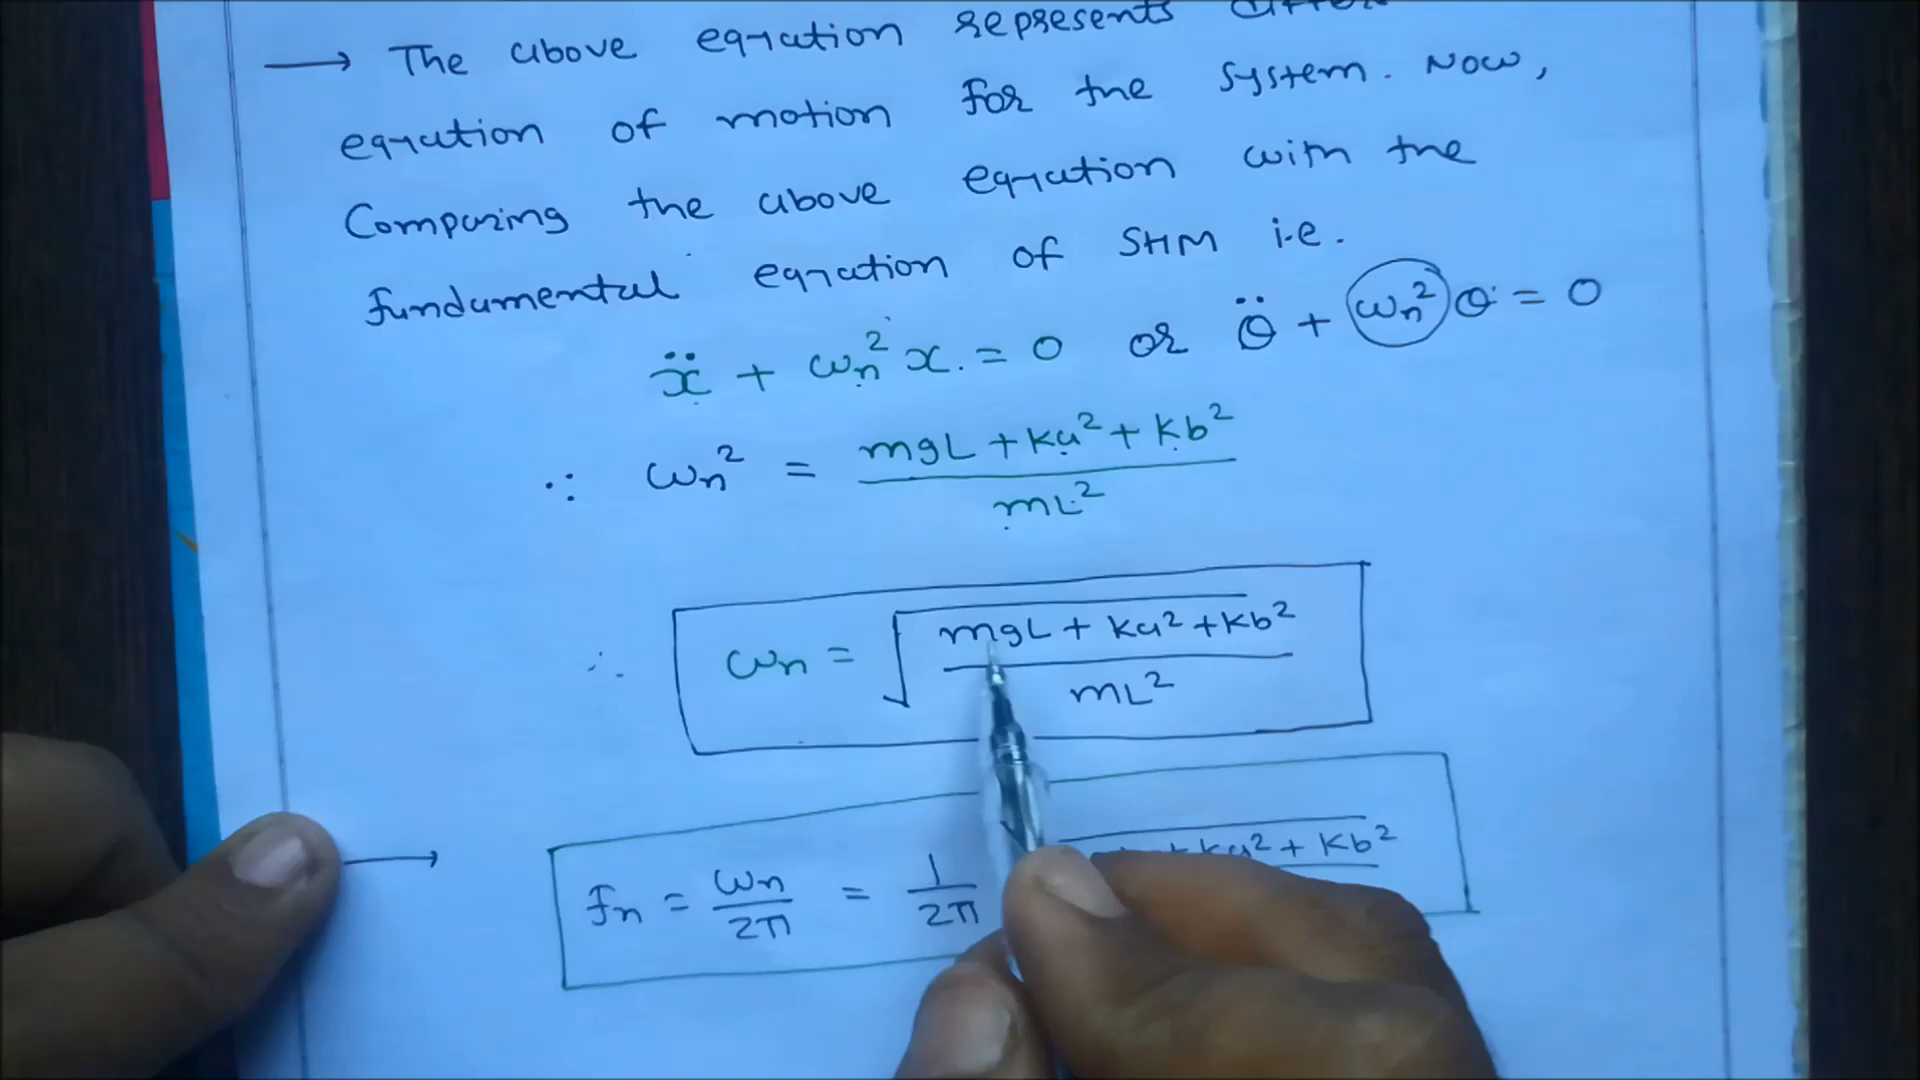 → The above equation represents
equation of motion for the system. Now,
Comparing the above equation with the
fundamental equation of SHM i.e.
ẍ + ωn² x = 0 or θ̈ + ωn² θ = 0
∴ ωn² = mgL + ka² + kb² / mL²
∴ ωn = √(mgL + ka² + kb² / mL²)
→ fn = ωn / 2π = 1 / 2π + ka² + kb²